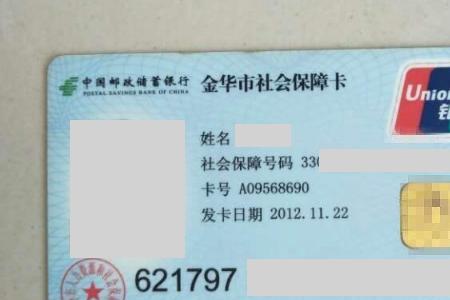 中国邮政储蓄银行
POSTAL SAVINGS BANK OF CHINA
金华市社会保障卡
Union
银
姓名
社会保障号码 330
卡号 A09568690
发卡日期 2012.11.22
621797